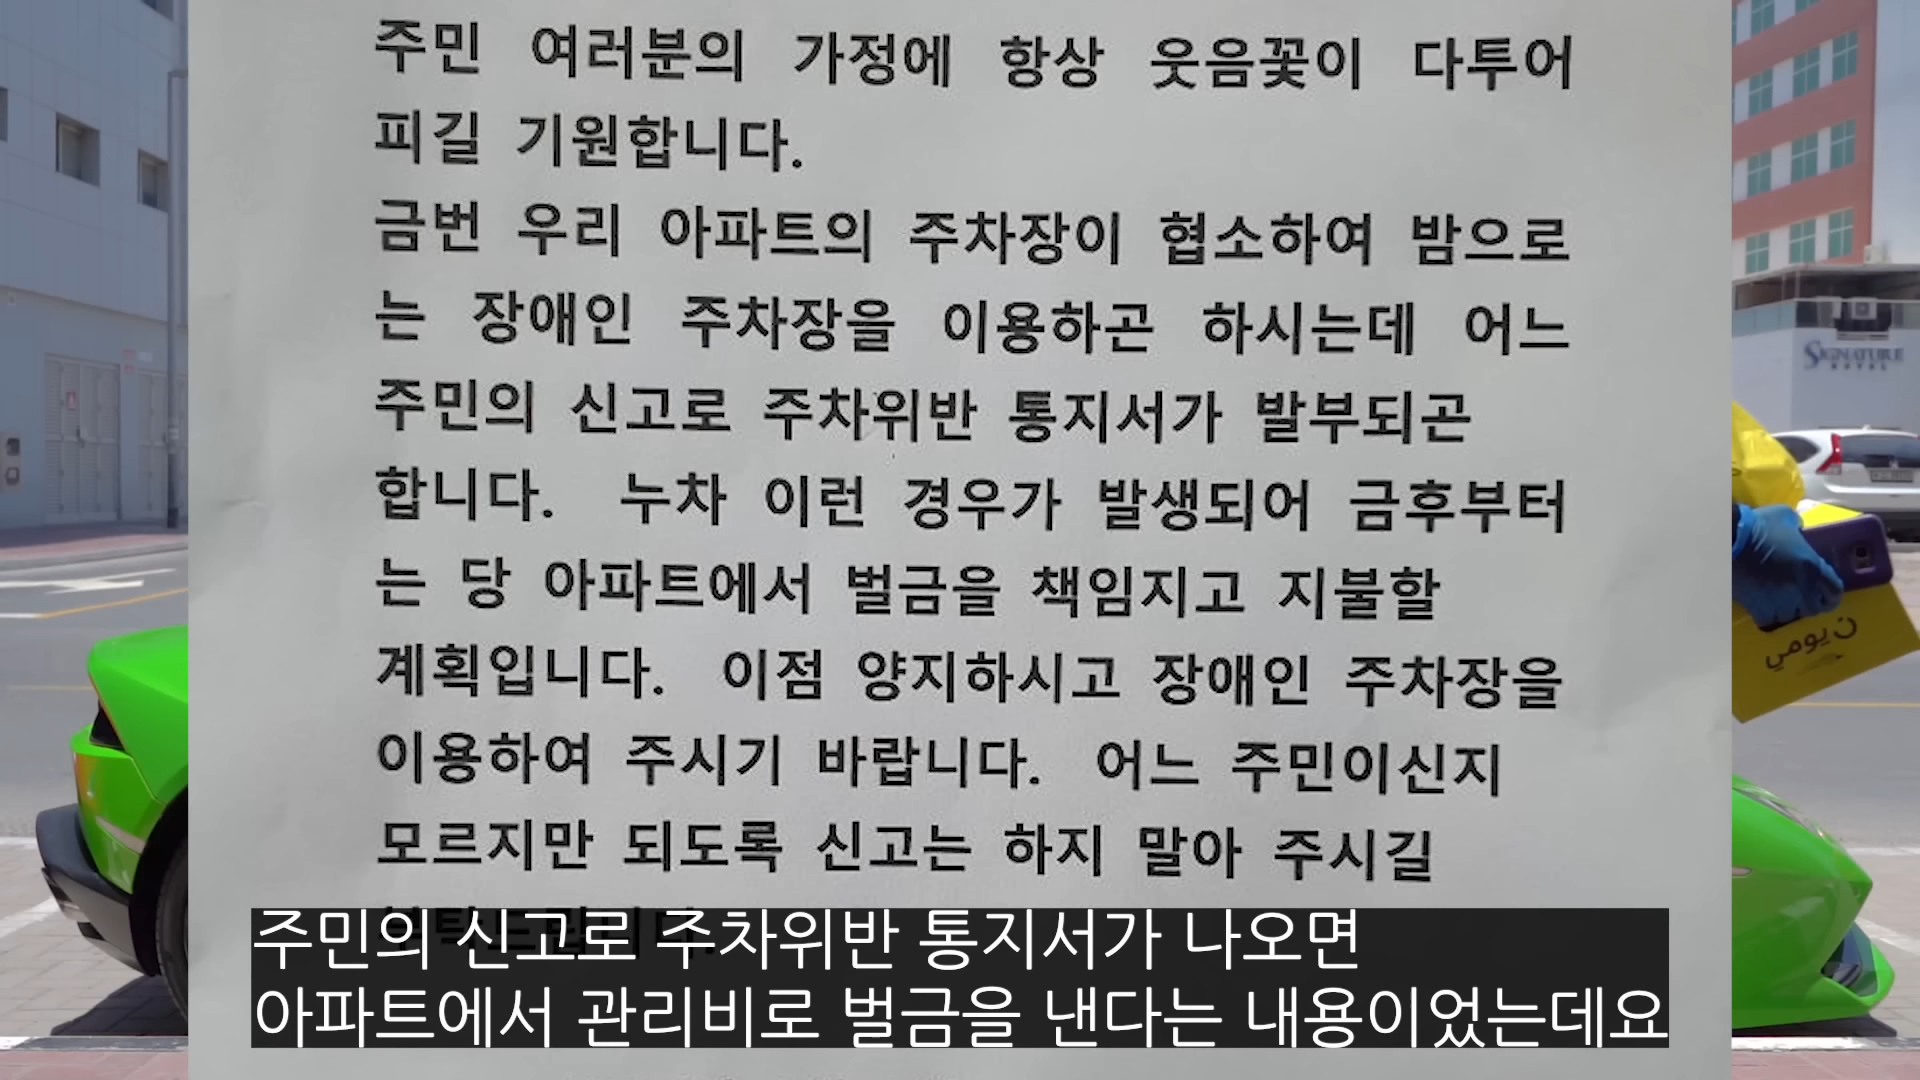 주민 여러분의 가정에 항상 웃음꽃이 다투어
피길 기원합니다.
금번 우리 아파트의 주차장이 협소하여 밤으로
는 장애인 주차장을 이용하곤 하시는데 어느
주민의 신고로 주차위반 통지서가 발부되곤
합니다. 누차 이런 경우가 발생되어 금후부터
는 당 아파트에서 벌금을 책임지고 지불할
계획입니다. 이점 양지하시고 장애인 주차장을
이용하여 주시기 바랍니다. 어느 주민이신지
모르지만 되도록 신고는 하지 말아 주시길
주민의 신고로 주차위반 통지서가 나오면
아파트에서 관리비로 벌금을 낸다는 내용이었는데요
SIGNATURE
HOTEL
ن يومي